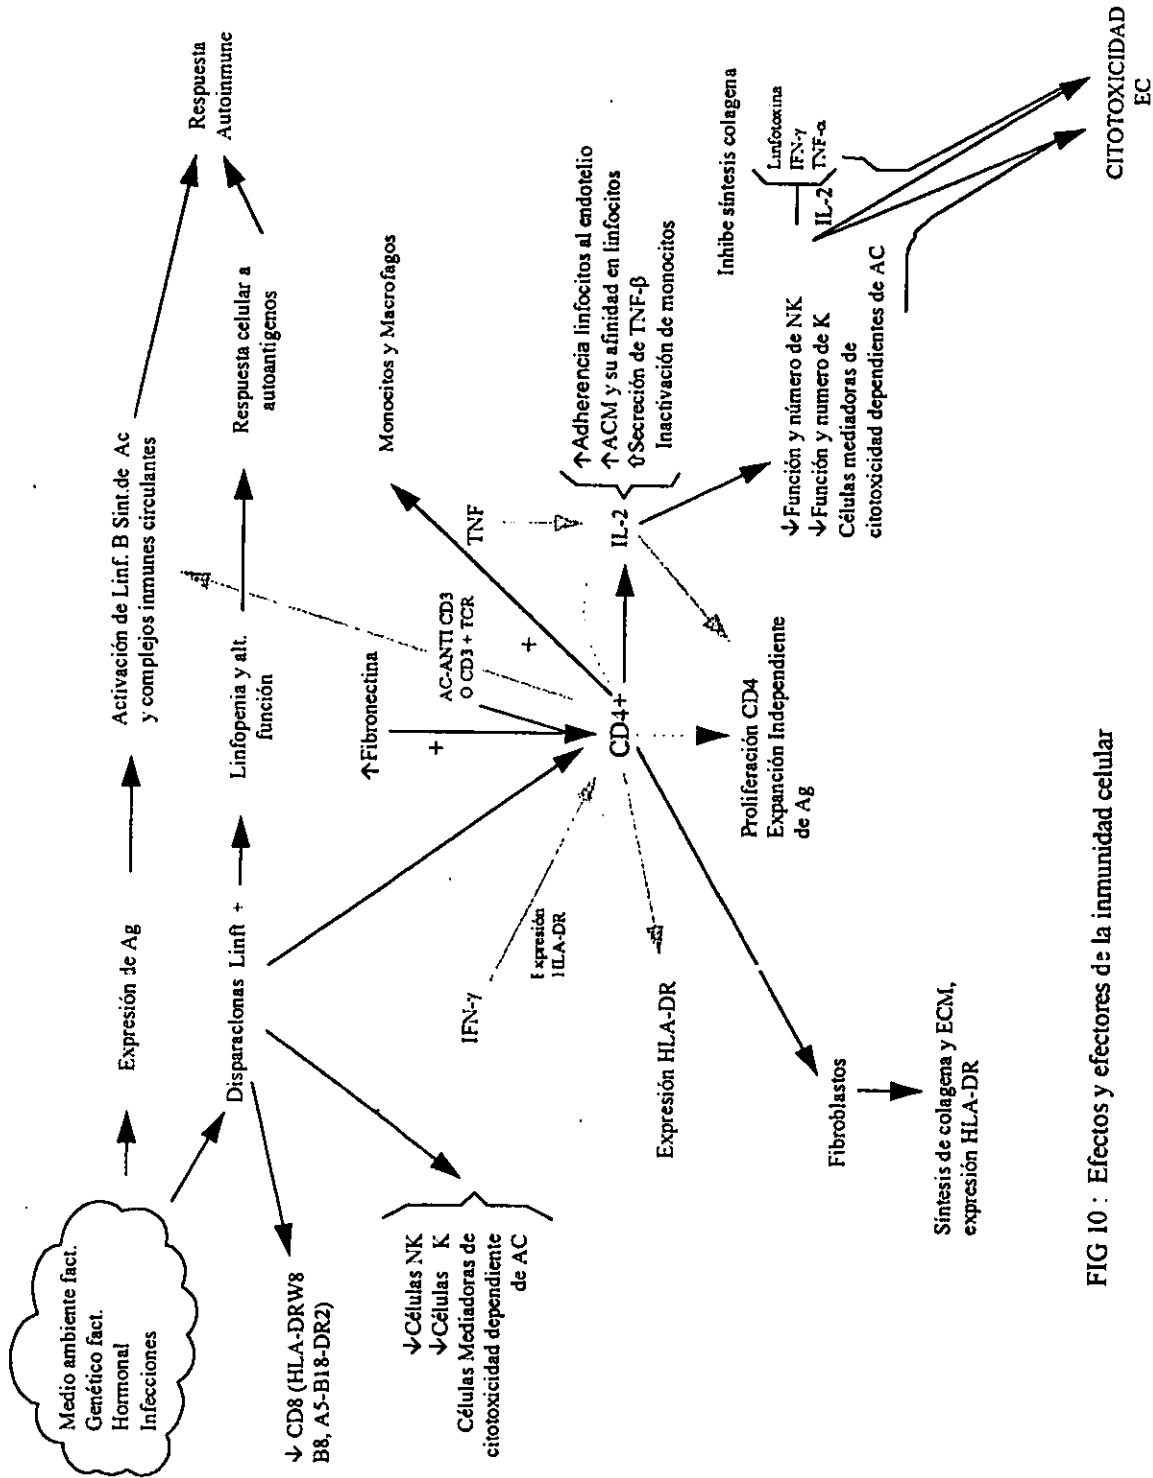 Medio ambiente fact.
Genético fact.
Hormonal
Infecciones
Expresión de Ag
Activación de Linf. B Sint.de Ac
y complejos inmunes circulantes
Respuesta
Autoinmune
Disparaclonas Linft +
Linfopenia y alt.
función
Respuesta celular a
autoantigenos
↓ CD8 (HLA-DRW8
B8, A5-B18-DR2)
↓Células NK
↓Células K
Células Mediadoras de
citotoxicidad dependiente
de AC
↑Fibronectina
+
AC-ANTI CD3
O CD3 + TCR
+
Monocitos y Macrofagos
TNF
IFN-γ
Expresión
HLA-DR
CD4+
IL-2
↑Adherencia linfocitos al endotelio
↑ACM y su afinidad en linfocitos
⇧Secreción de TNF-β
Inactivación de monocitos
Expresión HLA-DR
Proliferación CD4
Expanción Independiente
de Ag
Inhibe síntesis colagena
Linfotoxina
IFN-γ
TNF-α
IL-2
↓Función y número de NK
↓Función y numero de K
Células mediadoras de
citotoxicidad dependientes de AC
Fibroblastos
Síntesis de colagena y ECM,
expresión HLA-DR
CITOTOXICIDAD
EC
FIG 10 : Efectos y efectores de la inmunidad celular